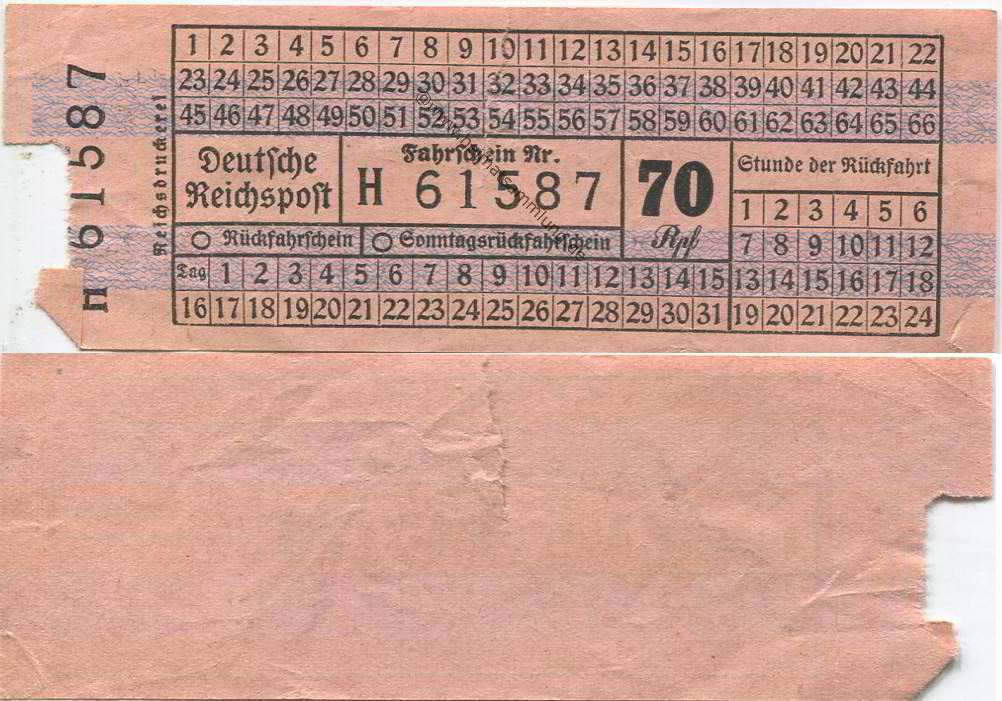 1 2 3 4 5 6 7 8 9 10 11 12 13 14 15 16 17 18 19 20 21 22
23 24 25 26 27 28 29 30 31 32 33 34 35 36 37 38 39 40 41 42 43 44
45 46 47 48 49 50 51 52 53 54 55 56 57 58 59 60 61 62 63 64 65 66
H 61587
Reichsdruckerei
Deutsche
Reichspost
Fahrschein Nr.
H 61587
70
Rpf
Stunde der Rückfahrt
1 2 3 4 5 6
7 8 9 10 11 12
13 14 15 16 17 18
19 20 21 22 23 24
Rückfahrschein
Sonntagsrückfahrschein
Tag 1 2 3 4 5 6 7 8 9 10 11 12 13 14 15
16 17 18 19 20 21 22 23 24 25 26 27 28 29 30 31